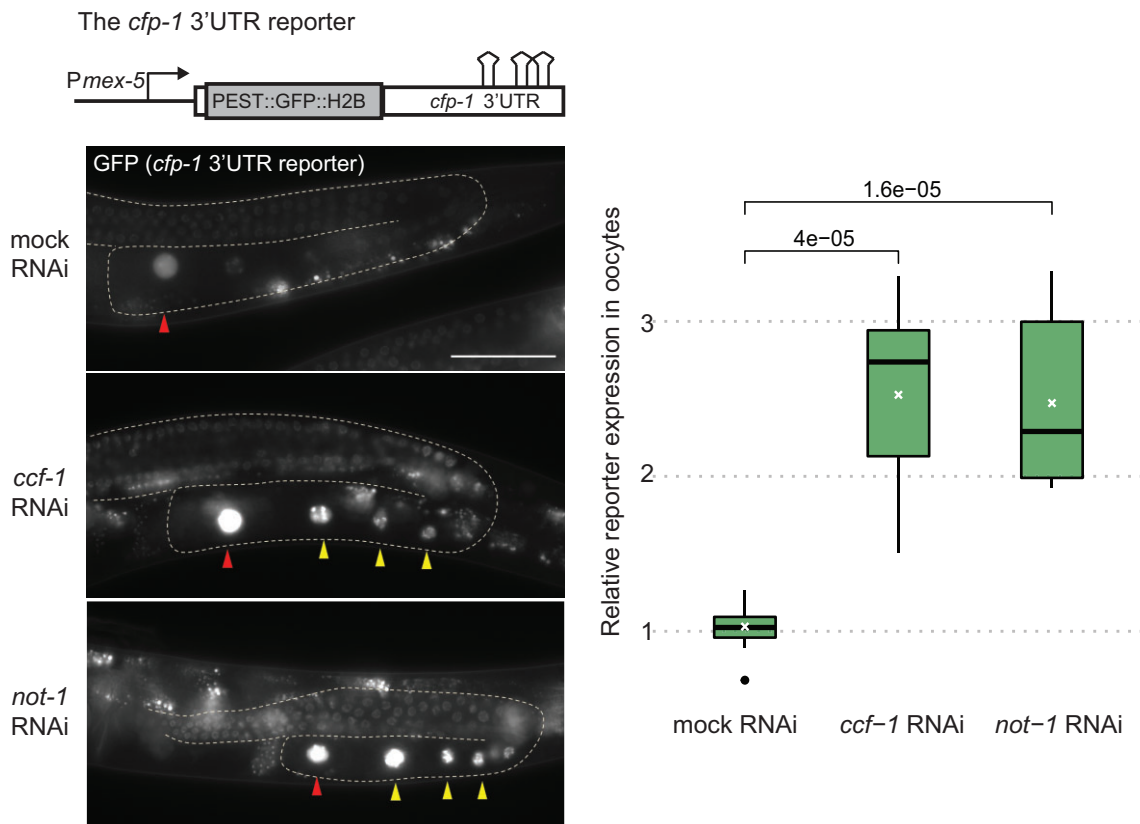 The cfp-1 3'UTR reporter
Pmex-5
PEST::GFP::H2B
cfp-1 3'UTR
GFP (cfp-1 3'UTR reporter)
mock
RNAi
ccf-1
RNAi
not-1
RNAi
Relative reporter expression in oocytes
1.6e−05
4e−05
3
2
1
mock RNAi
ccf−1 RNAi
not−1 RNAi